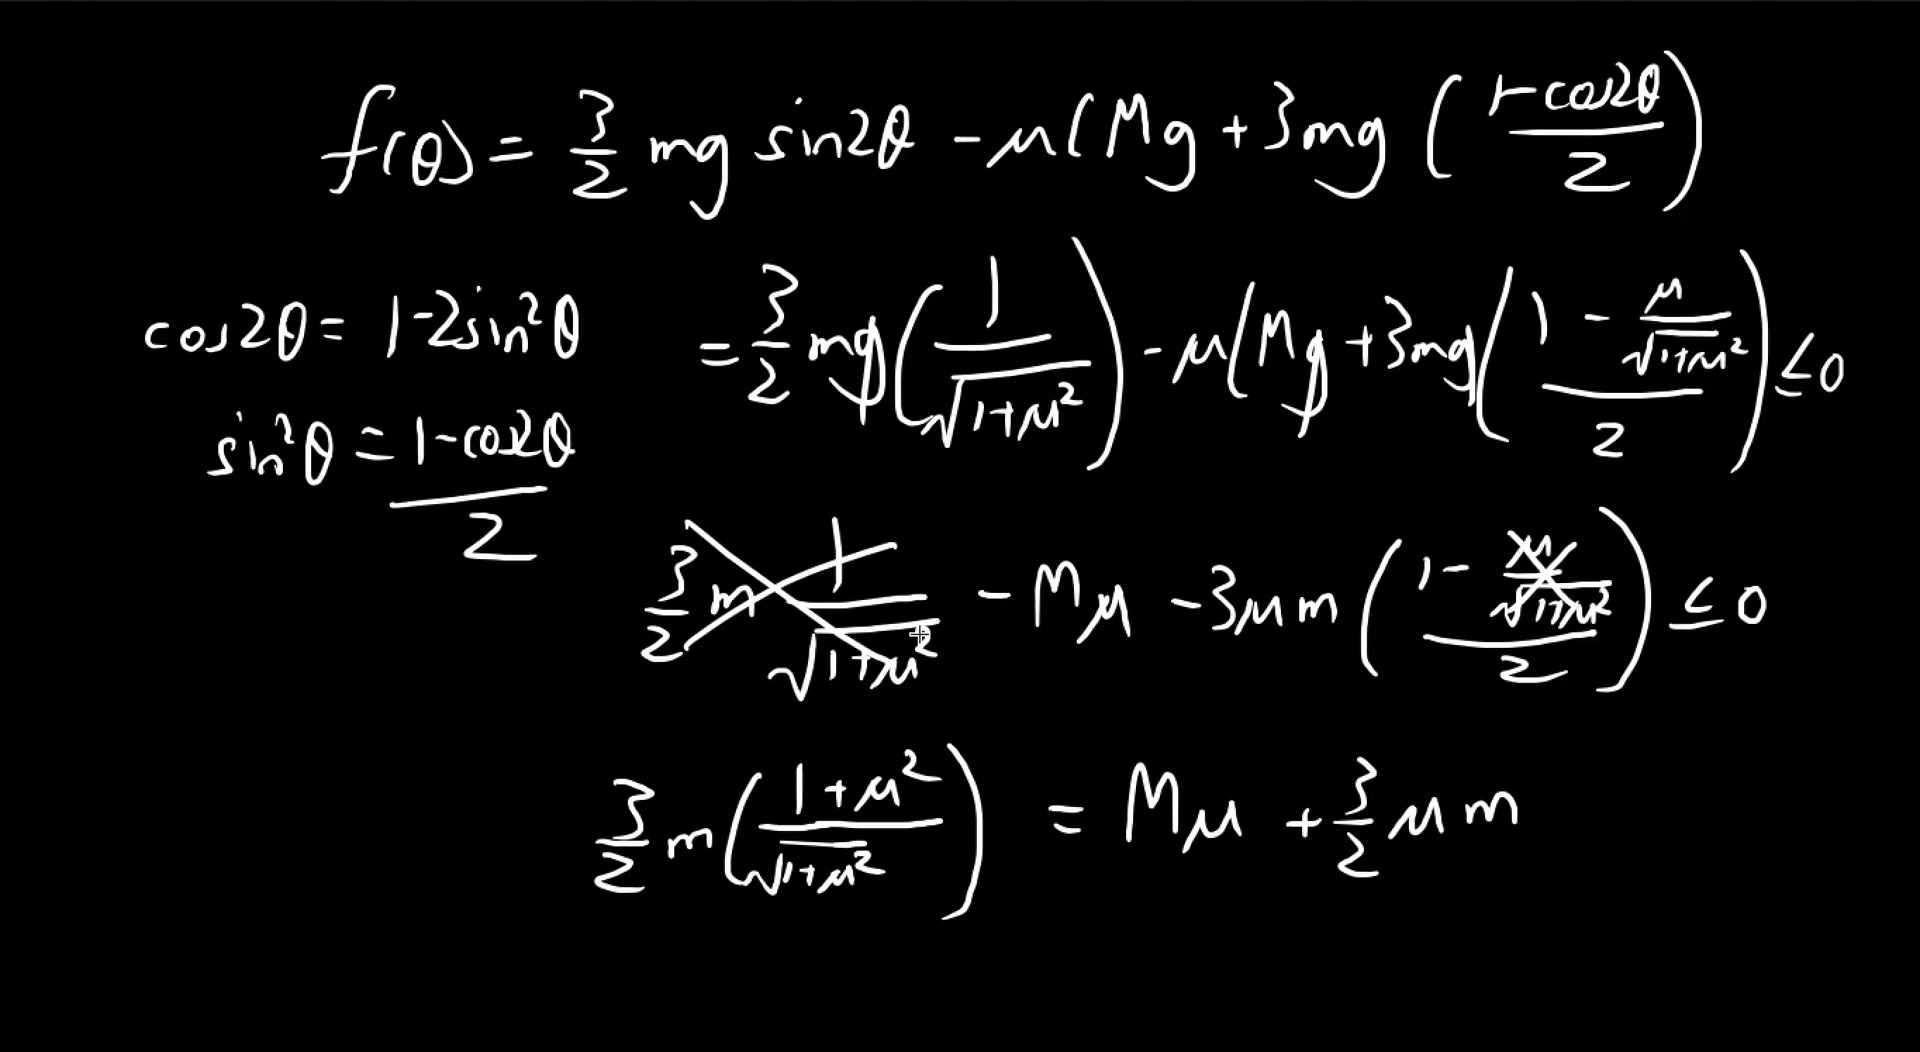 f(θ) = 3/2 mg sin2θ - μ(Mg + 3mg ((1-cos2θ)/2)
cos2θ = 1-2sin²θ
= 3/2 mg (1/√(1+μ²)) - μ(Mg + 3mg ((1 - μ/√(1+μ²))/2) ≤ 0
sin²θ = (1-cos2θ)/2
3/2 m 1/√(1+μ²) - Mμ - 3μm ((1 - μ/√(1+μ²))/2) ≤ 0
3/2 m ((1+μ²)/√(1+μ²)) = Mμ + 3/2 μm